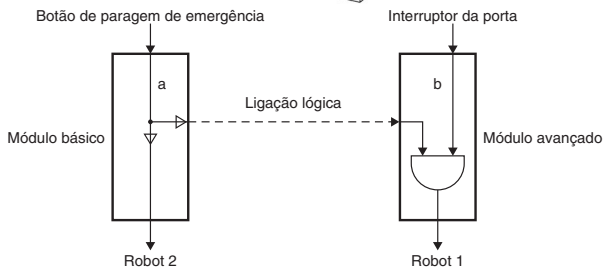 Botão de paragem de emergência
Interruptor da porta
a
b
Ligação lógica
Módulo básico
Módulo avançado
Robot 2
Robot 1